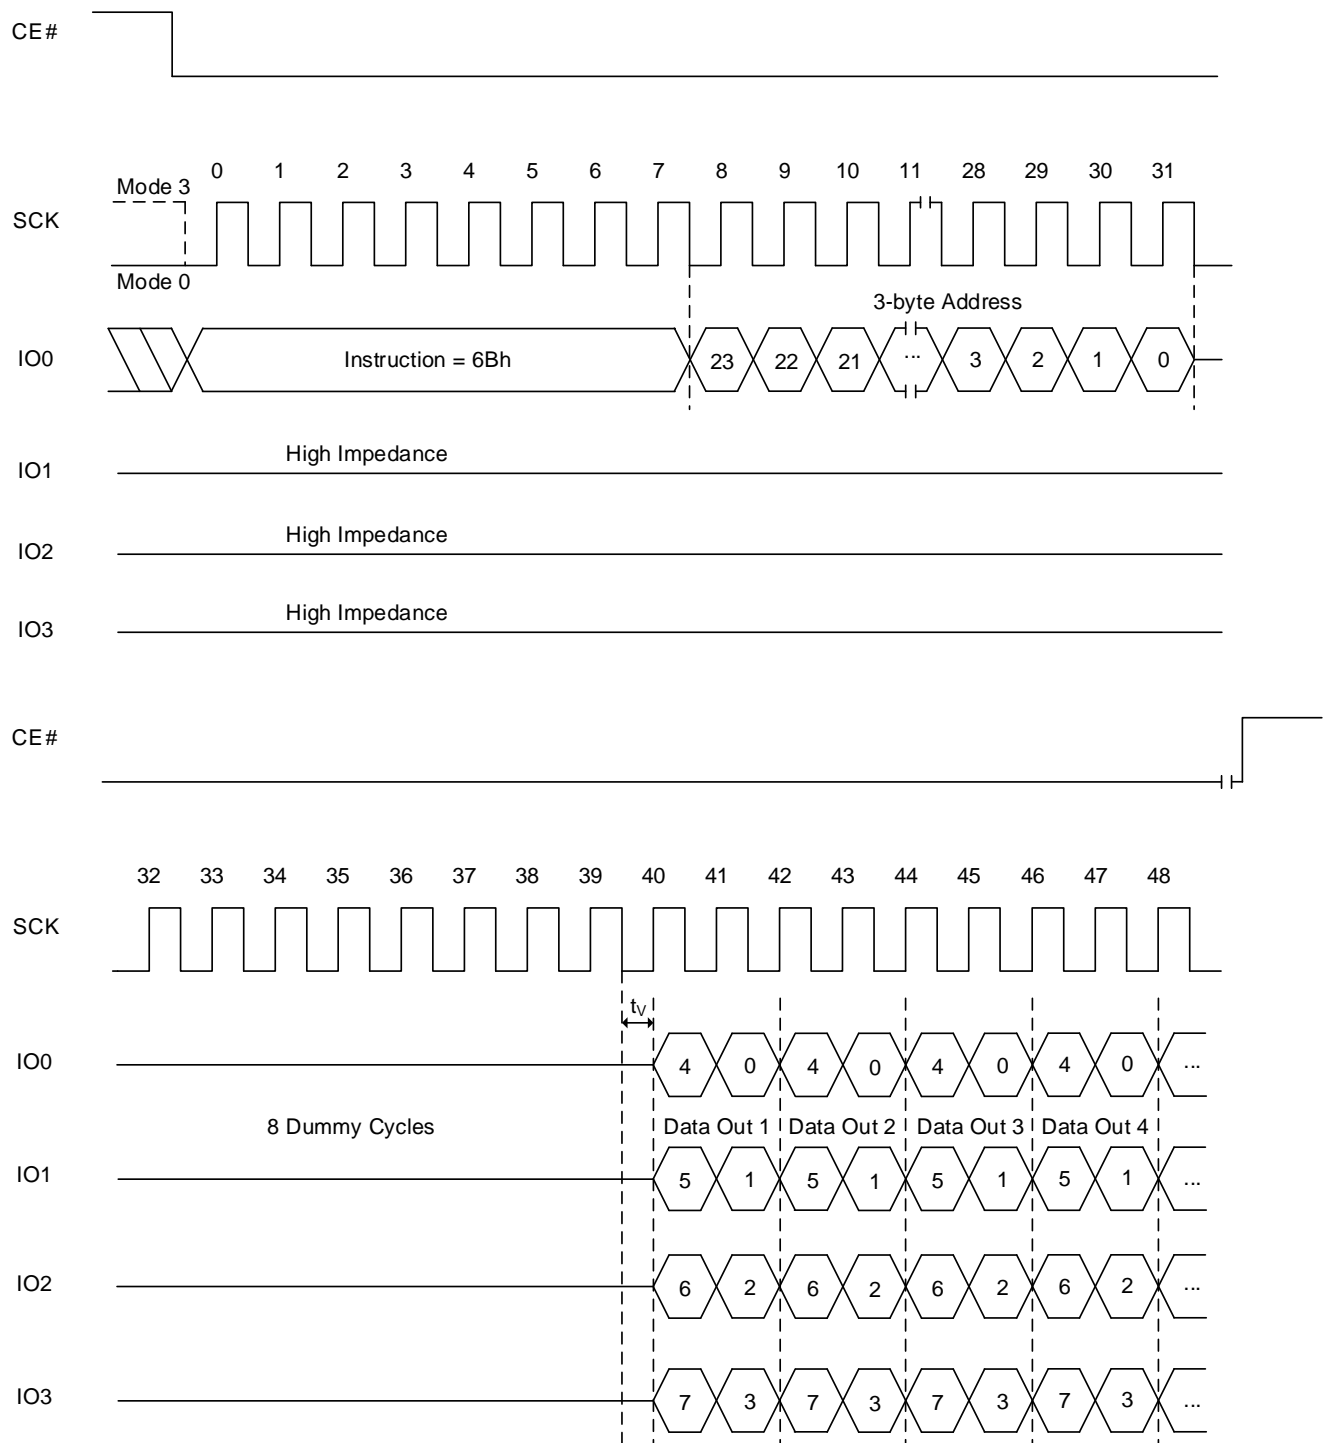 CE#
0 1 2 3 4 5 6 7 8 9 10 11 28 29 30 31
Mode 3
SCK
Mode 0
3-byte Address
IO0 Instruction = 6Bh 23 22 21 ... 3 2 1 0
High Impedance
IO1
High Impedance
IO2
High Impedance
IO3
CE#
32 33 34 35 36 37 38 39 40 41 42 43 44 45 46 47 48
SCK
tV
IO0 4 0 4 0 4 0 4 0 ...
8 Dummy Cycles Data Out 1 Data Out 2 Data Out 3 Data Out 4
IO1 5 1 5 1 5 1 5 1 ...
IO2 6 2 6 2 6 2 6 2 ...
IO3 7 3 7 3 7 3 7 3 ...